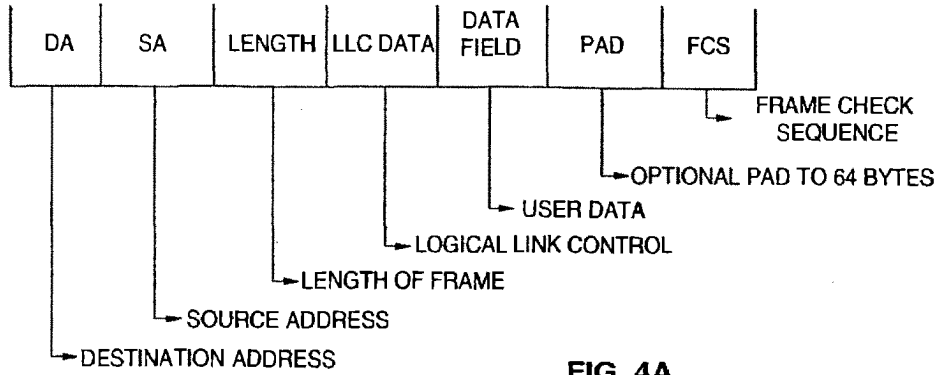 DA SA LENGTH LLC DATA DATA FIELD PAD FCS
FRAME CHECK
SEQUENCE
OPTIONAL PAD TO 64 BYTES
USER DATA
LOGICAL LINK CONTROL
LENGTH OF FRAME
SOURCE ADDRESS
DESTINATION ADDRESS
FIG. 4A